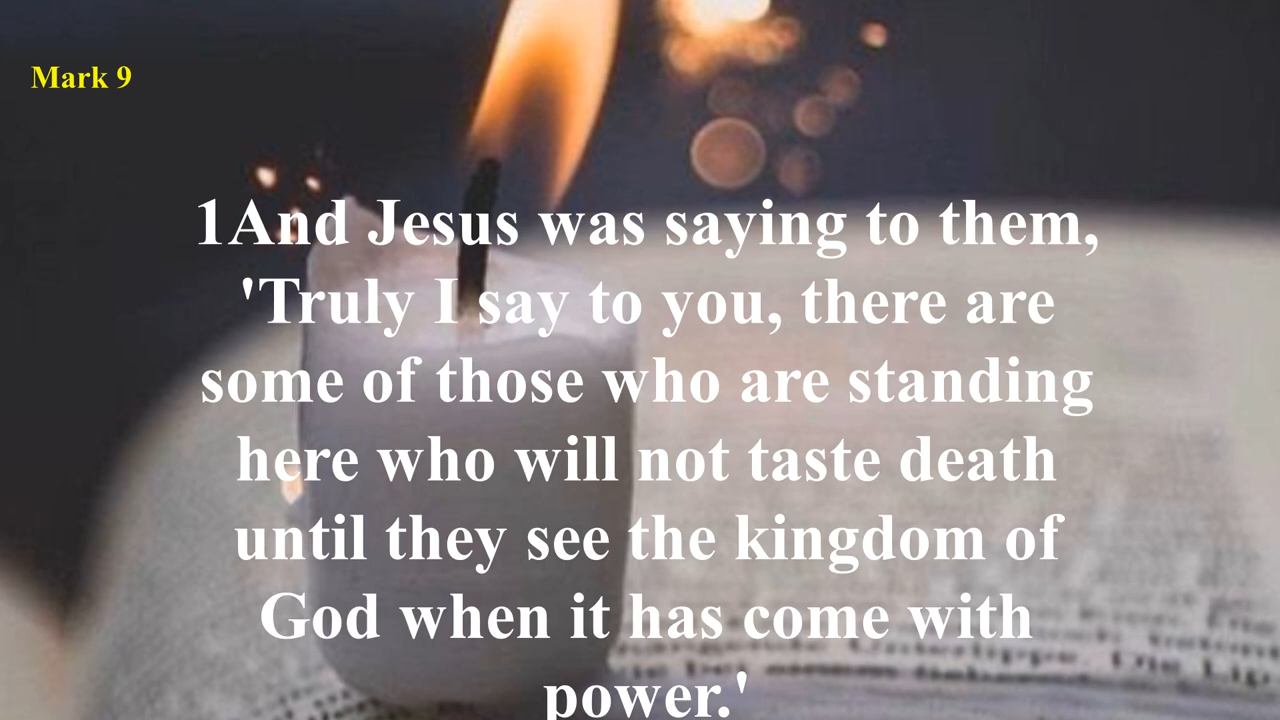 Mark 9
1And Jesus was saying to them,
'Truly I say to you, there are
some of those who are standing
here who will not taste death
until they see the kingdom of
God when it has come with
power.'